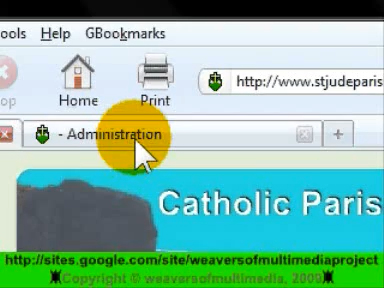 ools Help GBookmarks
op Home Print
http://www.stjudeparis
- Administration
Catholic Paris
http://sites.google.com/site/weaversofmultimediaproject
Copyright © weaversofmultimedia, 2009